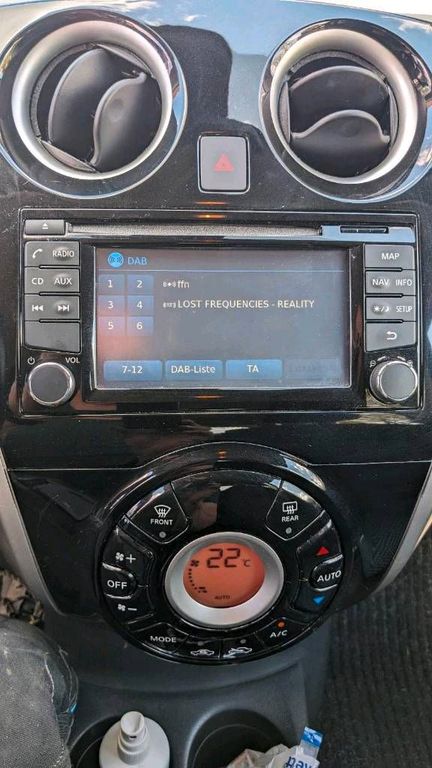 RADIO
CD AUX
VOL
DAB
1 2 ffn
3 4 LOST FREQUENCIES - REALITY
5 6
7-12 DAB-Liste TA
MAP
NAV INFO
SETUP
FRONT
REAR
OFF
22°C
AUTO
AUTO
MODE
A/C